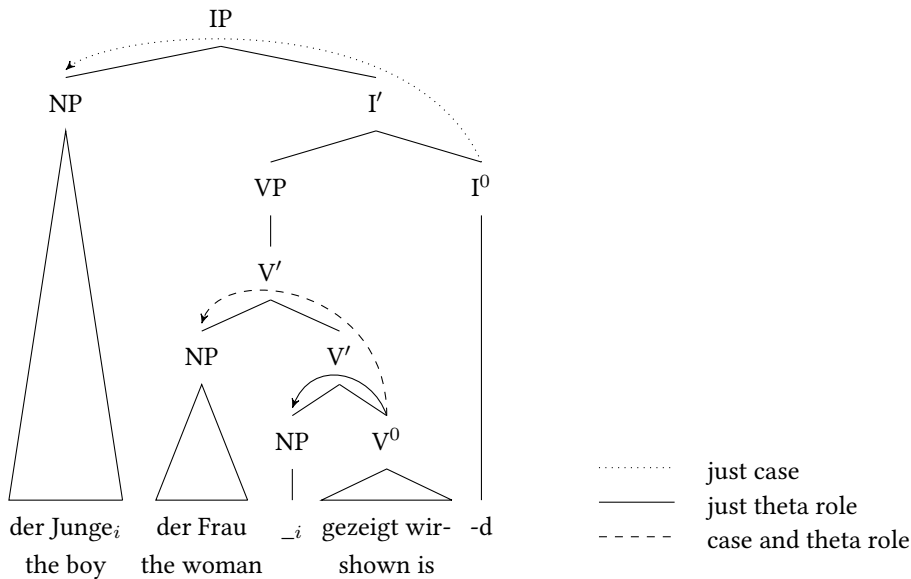 IP
NP I′
VP I⁰
V′
NP V′
NP V⁰
der Jungeᵢ der Frau _ᵢ gezeigt wir- -d
the boy the woman shown is
just case
just theta role
case and theta role